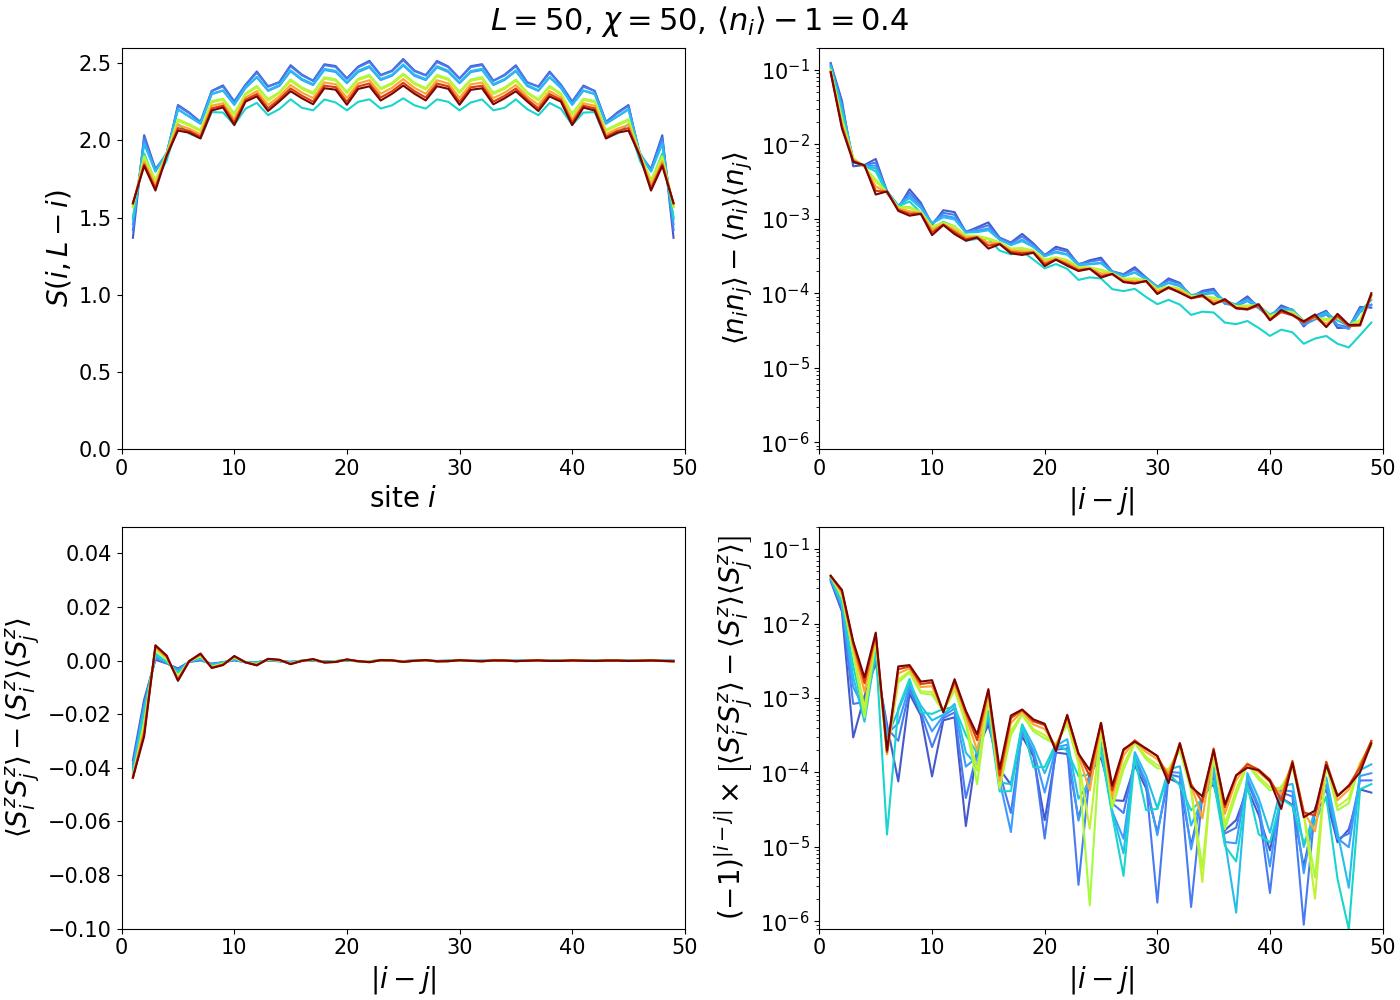 L = 50, χ = 50, ⟨n_i⟩ − 1 = 0.4
S(i, L − i)
2.5
2.0
1.5
1.0
0.5
0.0
0 10 20 30 40 50
site i
⟨n_i n_j⟩ − ⟨n_i⟩⟨n_j⟩
10^−1
10^−2
10^−3
10^−4
10^−5
10^−6
0 10 20 30 40 50
|i − j|
⟨S_i^z S_j^z⟩ − ⟨S_i^z⟩⟨S_j^z⟩
0.04
0.02
0.00
−0.02
−0.04
−0.06
−0.08
−0.10
0 10 20 30 40 50
|i − j|
(−1)^|i−j| × [⟨S_i^z S_j^z⟩ − ⟨S_i^z⟩⟨S_j^z⟩]
10^−1
10^−2
10^−3
10^−4
10^−5
10^−6
0 10 20 30 40 50
|i − j|